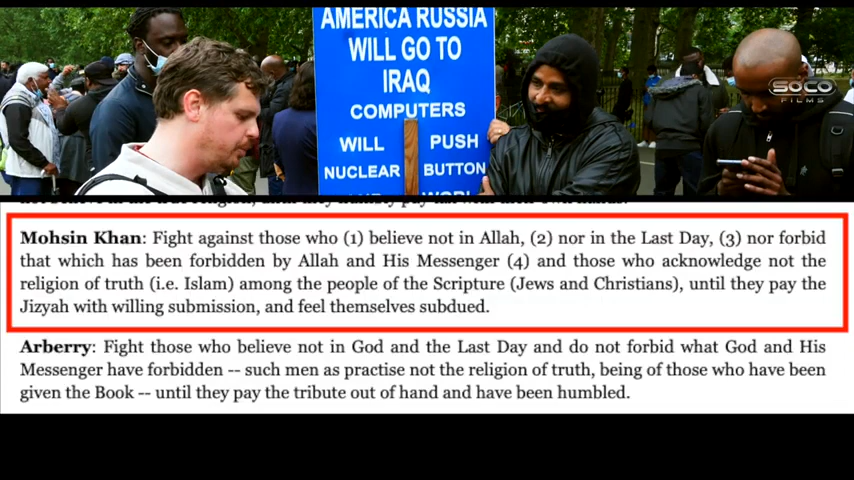 AMERICA RUSSIA
WILL GO TO
IRAQ
COMPUTERS
WILL PUSH
NUCLEAR BUTTON
SOCO
FILMS
Mohsin Khan: Fight against those who (1) believe not in Allah, (2) nor in the Last Day, (3) nor forbid
that which has been forbidden by Allah and His Messenger (4) and those who acknowledge not the
religion of truth (i.e. Islam) among the people of the Scripture (Jews and Christians), until they pay the
Jizyah with willing submission, and feel themselves subdued.
Arberry: Fight those who believe not in God and the Last Day and do not forbid what God and His
Messenger have forbidden -- such men as practise not the religion of truth, being of those who have been
given the Book -- until they pay the tribute out of hand and have been humbled.